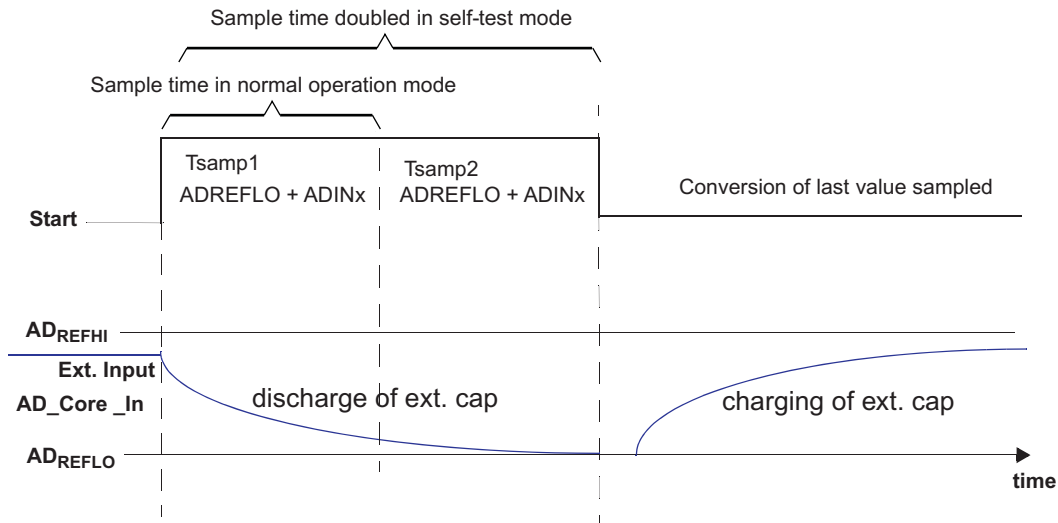 Sample time doubled in self-test mode
Sample time in normal operation mode
Tsamp1
ADREFLO + ADINx
Tsamp2
ADREFLO + ADINx
Conversion of last value sampled
Start
ADREFHI
Ext. Input
AD_Core _In
discharge of ext. cap
charging of ext. cap
ADREFLO
time